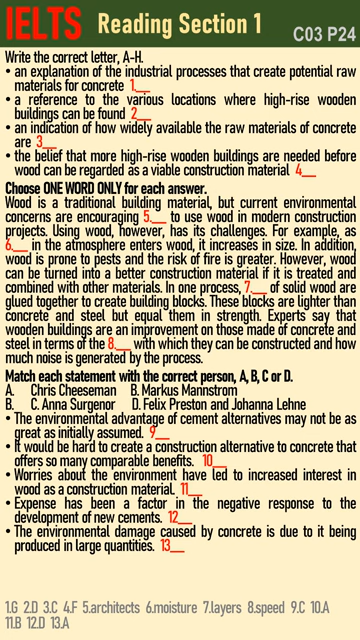 IELTS Reading Section 1 C03 P24
Write the correct letter, A-H.
• an explanation of the industrial processes that create potential raw
materials for concrete 1.__
• a reference to the various locations where high-rise wooden
buildings can be found 2__
• an indication of how widely available the raw materials of concrete
are 3__
• the belief that more high-rise wooden buildings are needed before
wood can be regarded as a viable construction material 4__
Choose ONE WORD ONLY for each answer.
Wood is a traditional building material, but current environmental
concerns are encouraging 5.__ to use wood in modern construction
projects. Using wood, however, has its challenges. For example, as
6.__ in the atmosphere enters wood, it increases in size. In addition,
wood is prone to pests and the risk of fire is greater. However, wood
can be turned into a better construction material if it is treated and
combined with other materials. In one process, 7.__ of solid wood are
glued together to create building blocks. These blocks are lighter than
concrete and steel but equal them in strength. Experts say that
wooden buildings are an improvement on those made of concrete and
steel in terms of the 8.__ with which they can be constructed and how
much noise is generated by the process.
Match each statement with the correct person, A, B, C or D.
A. Chris Cheeseman B. Markus Mannstrom
B. C. Anna Surgenor D. Felix Preston and Johanna Lehne
• The environmental advantage of cement alternatives may not be as
great as initially assumed. 9__
• It would be hard to create a construction alternative to concrete that
offers so many comparable benefits. 10__
• Worries about the environment have led to increased interest in
wood as a construction material. 11__
• Expense has been a factor in the negative response to the
development of new cements. 12__
• The environmental damage caused by concrete is due to it being
produced in large quantities. 13__
1.G 2.D 3.C 4.F 5.architects 6.moisture 7.layers 8.speed 9.C 10.A
11.B 12.D 13.A